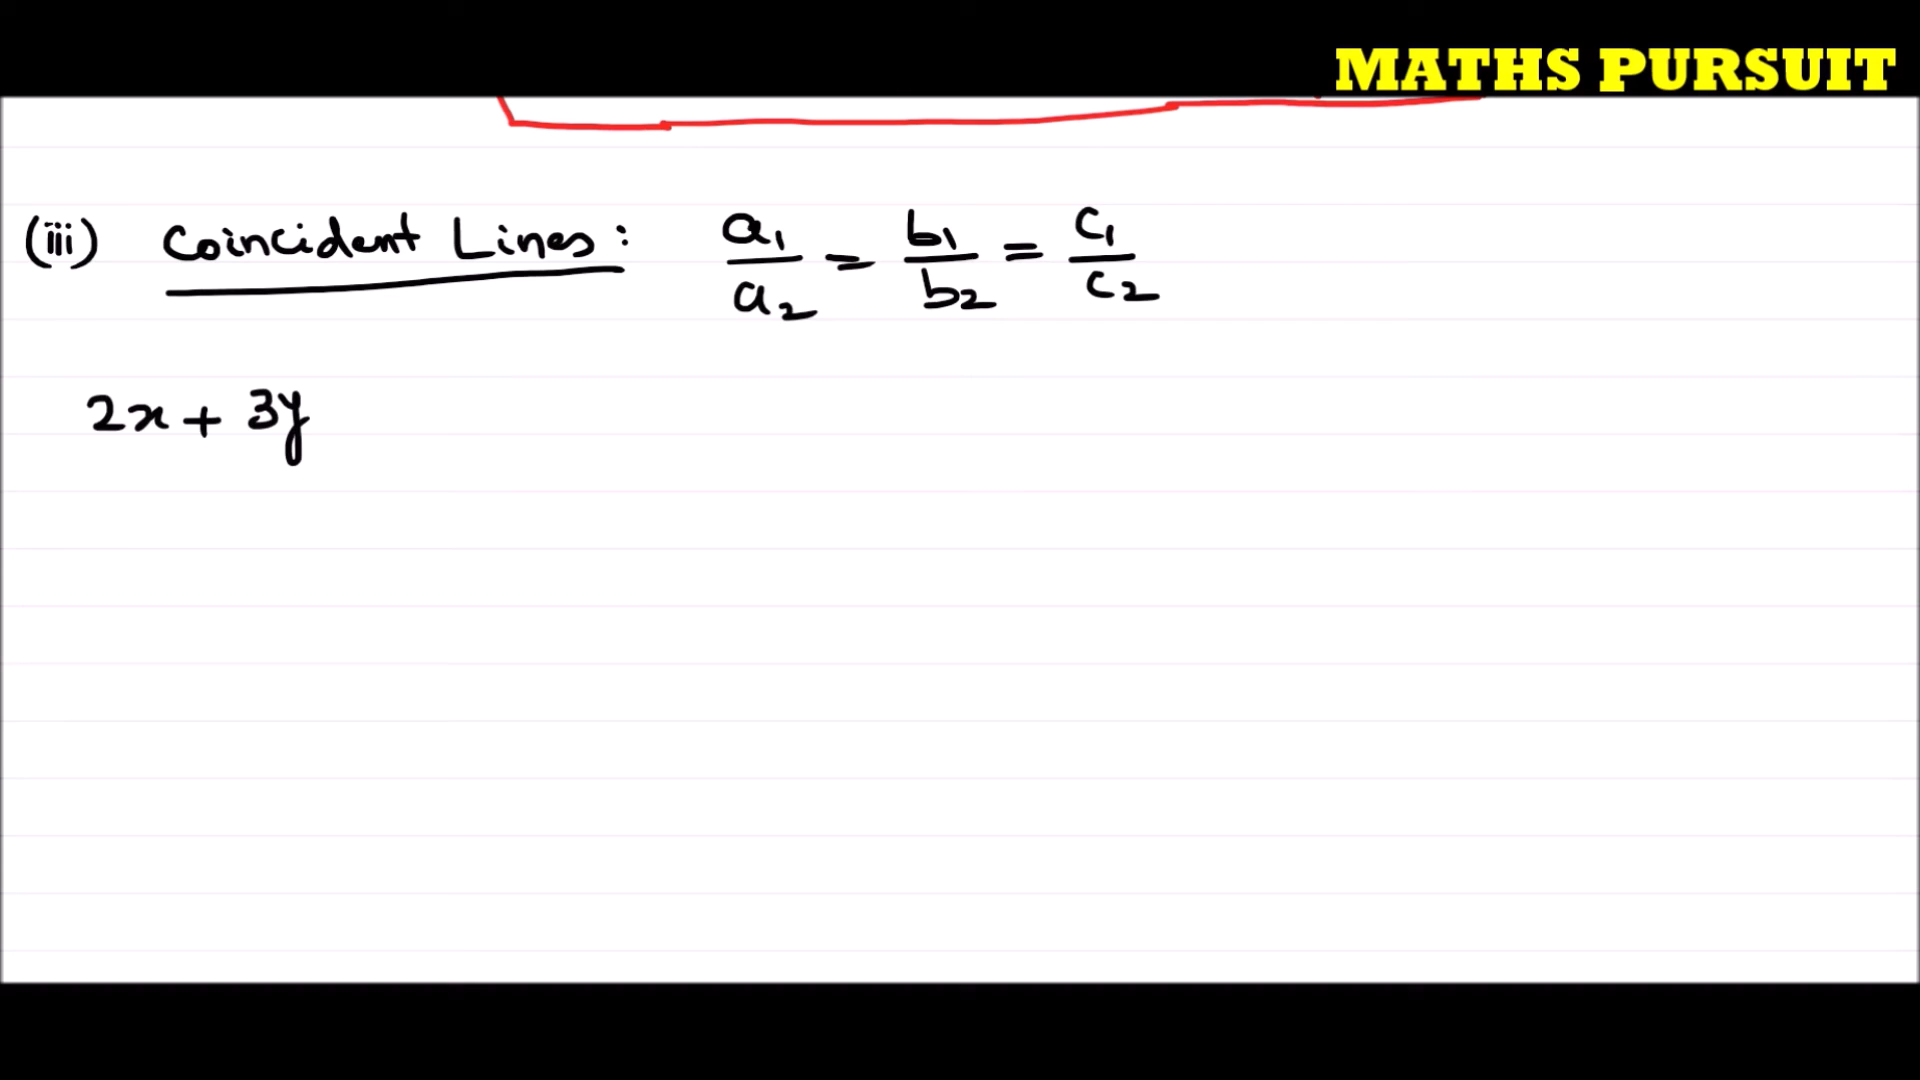 MATHS PURSUIT
(iii) Coincident Lines: a₁/a₂ = b₁/b₂ = c₁/c₂
2x + 3y